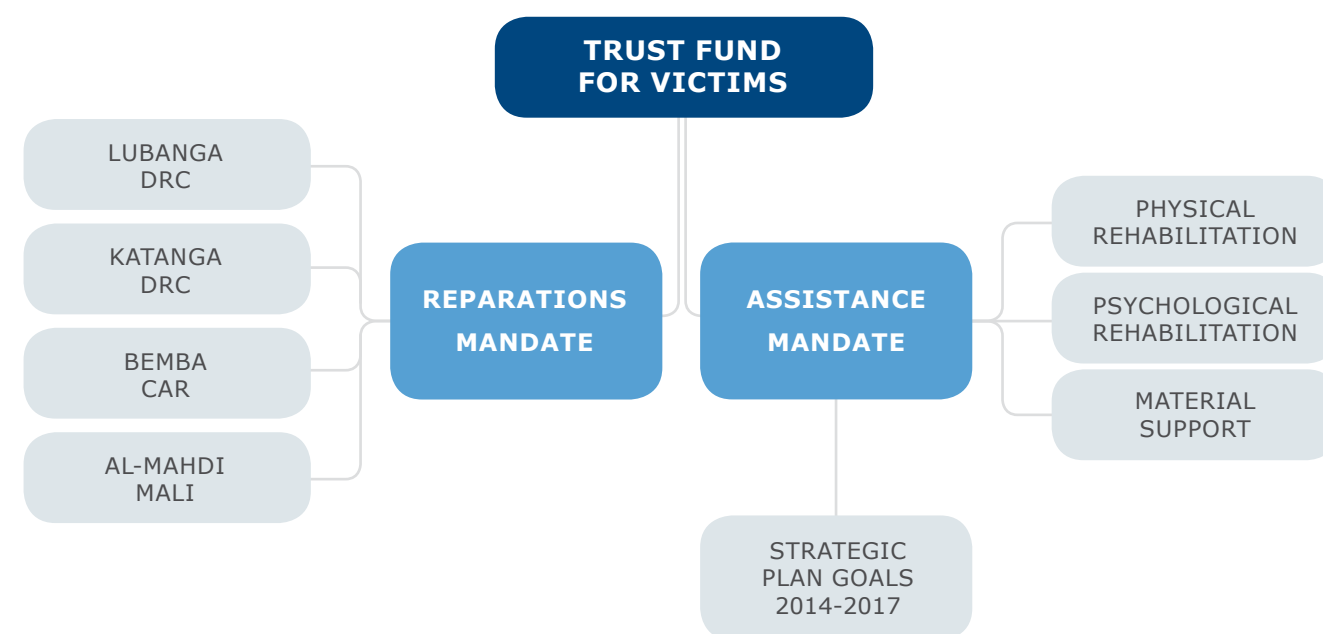 TRUST FUND
FOR VICTIMS
LUBANGA
DRC
KATANGA
DRC
BEMBA
CAR
AL-MAHDI
MALI
REPARATIONS
MANDATE
ASSISTANCE
MANDATE
PHYSICAL
REHABILITATION
PSYCHOLOGICAL
REHABILITATION
MATERIAL
SUPPORT
STRATEGIC
PLAN GOALS
2014-2017